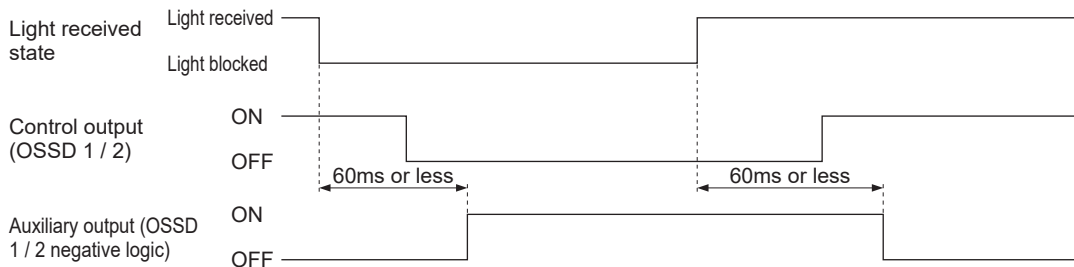 Light received
state
Light received
Light blocked
Control output
(OSSD 1 / 2)
ON
OFF
60ms or less
60ms or less
Auxiliary output (OSSD
1 / 2 negative logic)
ON
OFF